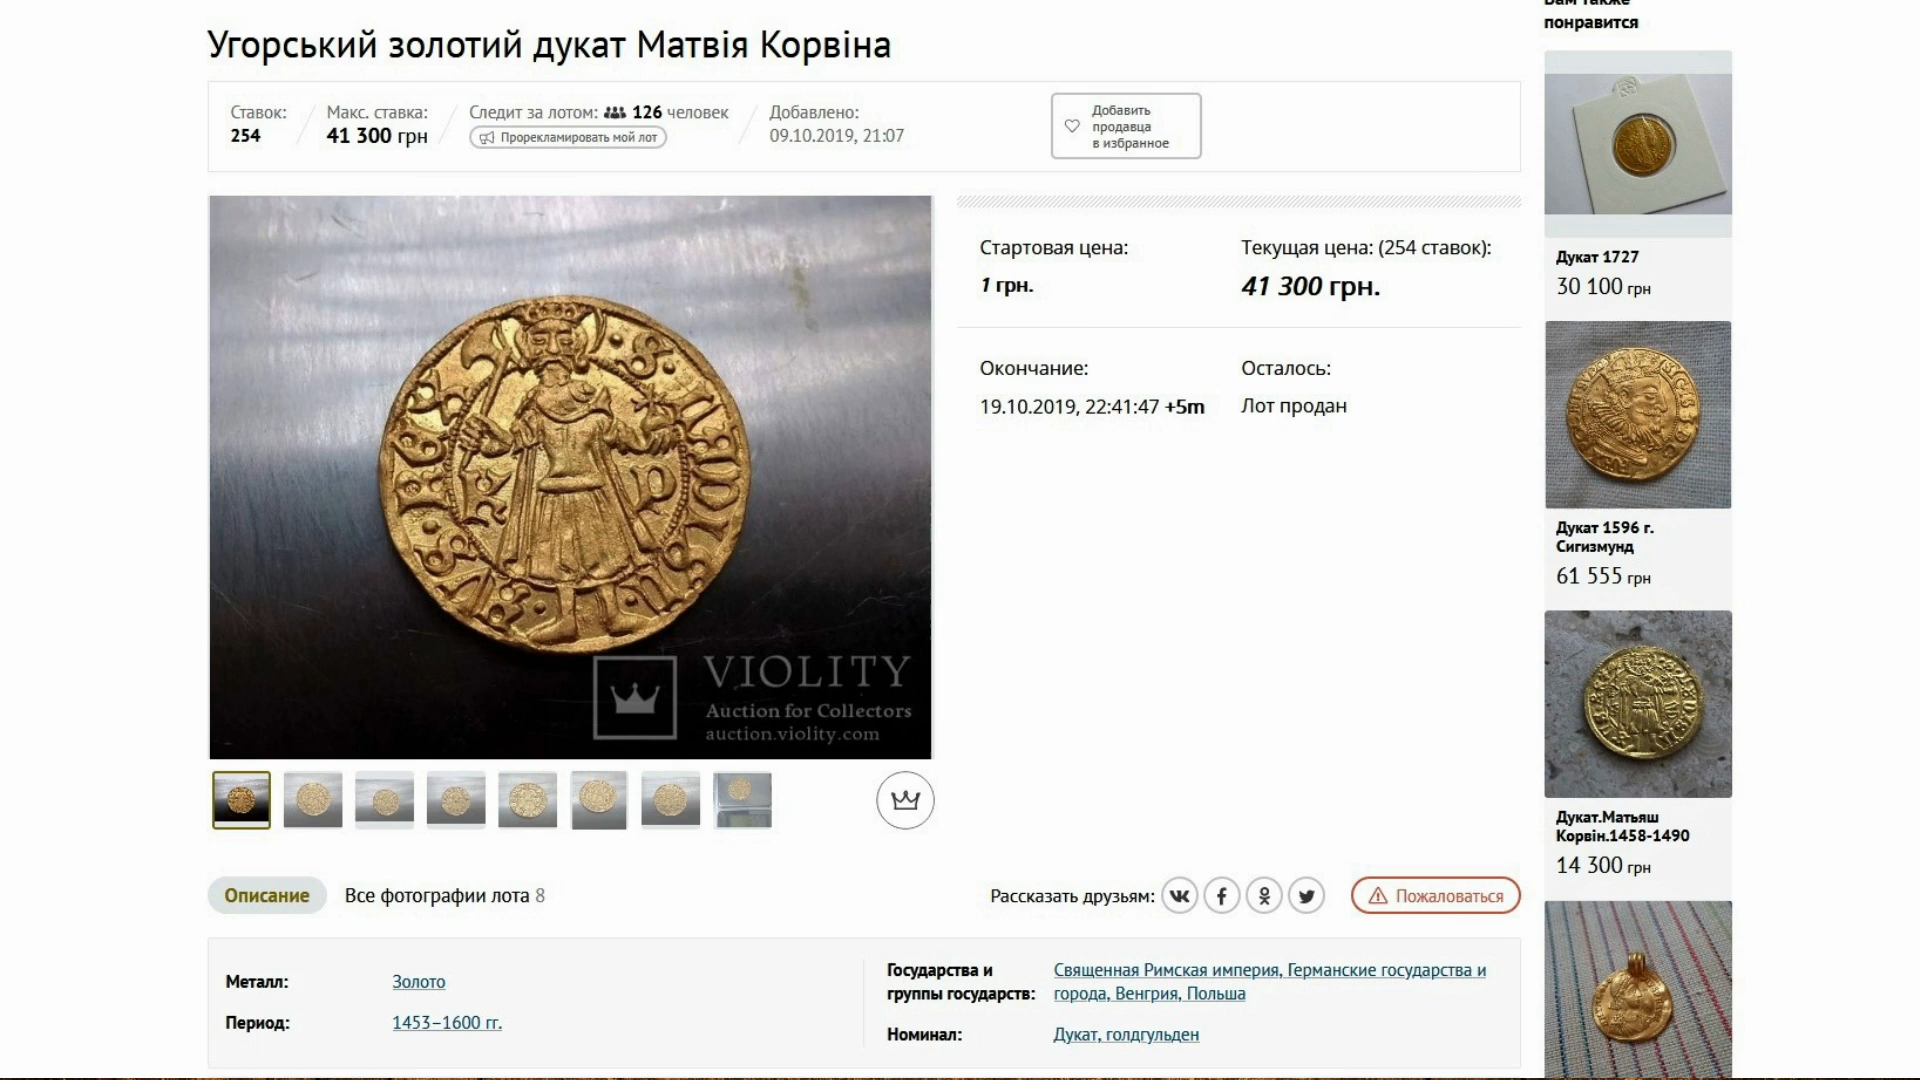 Вам также
понравится
Угорський золотий дукат Матвія Корвіна
Ставок:
254
Макс. ставка:
41 300 грн
Следит за лотом: 126 человек
Прорекламировать мой лот
Добавлено:
09.10.2019, 21:07
Добавить
продавца
в избранное
Стартовая цена:
1 грн.
Текущая цена: (254 ставок):
41 300 грн.
Окончание:
19.10.2019, 22:41:47 +5m
Осталось:
Лот продан
K P
VIOLITY
Auction for Collectors
auction.violity.com
Дукат 1727
30 100 грн
Дукат 1596 г.
Сигизмунд
61 555 грн
Дукат.Матьяш
Корвін.1458-1490
14 300 грн
Описание
Все фотографии лота 8
Рассказать друзьям:
Пожаловаться
Металл: Золото
Период: 1453–1600 гг.
Государства и
группы государств:
Священная Римская империя, Германские государства и
города, Венгрия, Польша
Номинал: Дукат, голдгульден